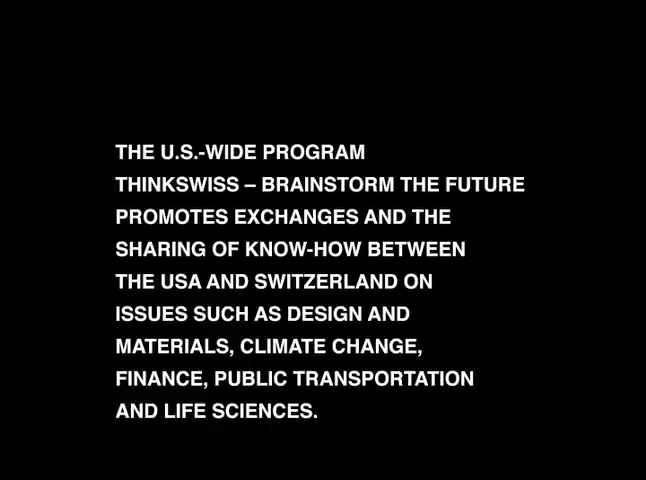 THE U.S.-WIDE PROGRAM
THINKSWISS – BRAINSTORM THE FUTURE
PROMOTES EXCHANGES AND THE
SHARING OF KNOW-HOW BETWEEN
THE USA AND SWITZERLAND ON
ISSUES SUCH AS DESIGN AND
MATERIALS, CLIMATE CHANGE,
FINANCE, PUBLIC TRANSPORTATION
AND LIFE SCIENCES.